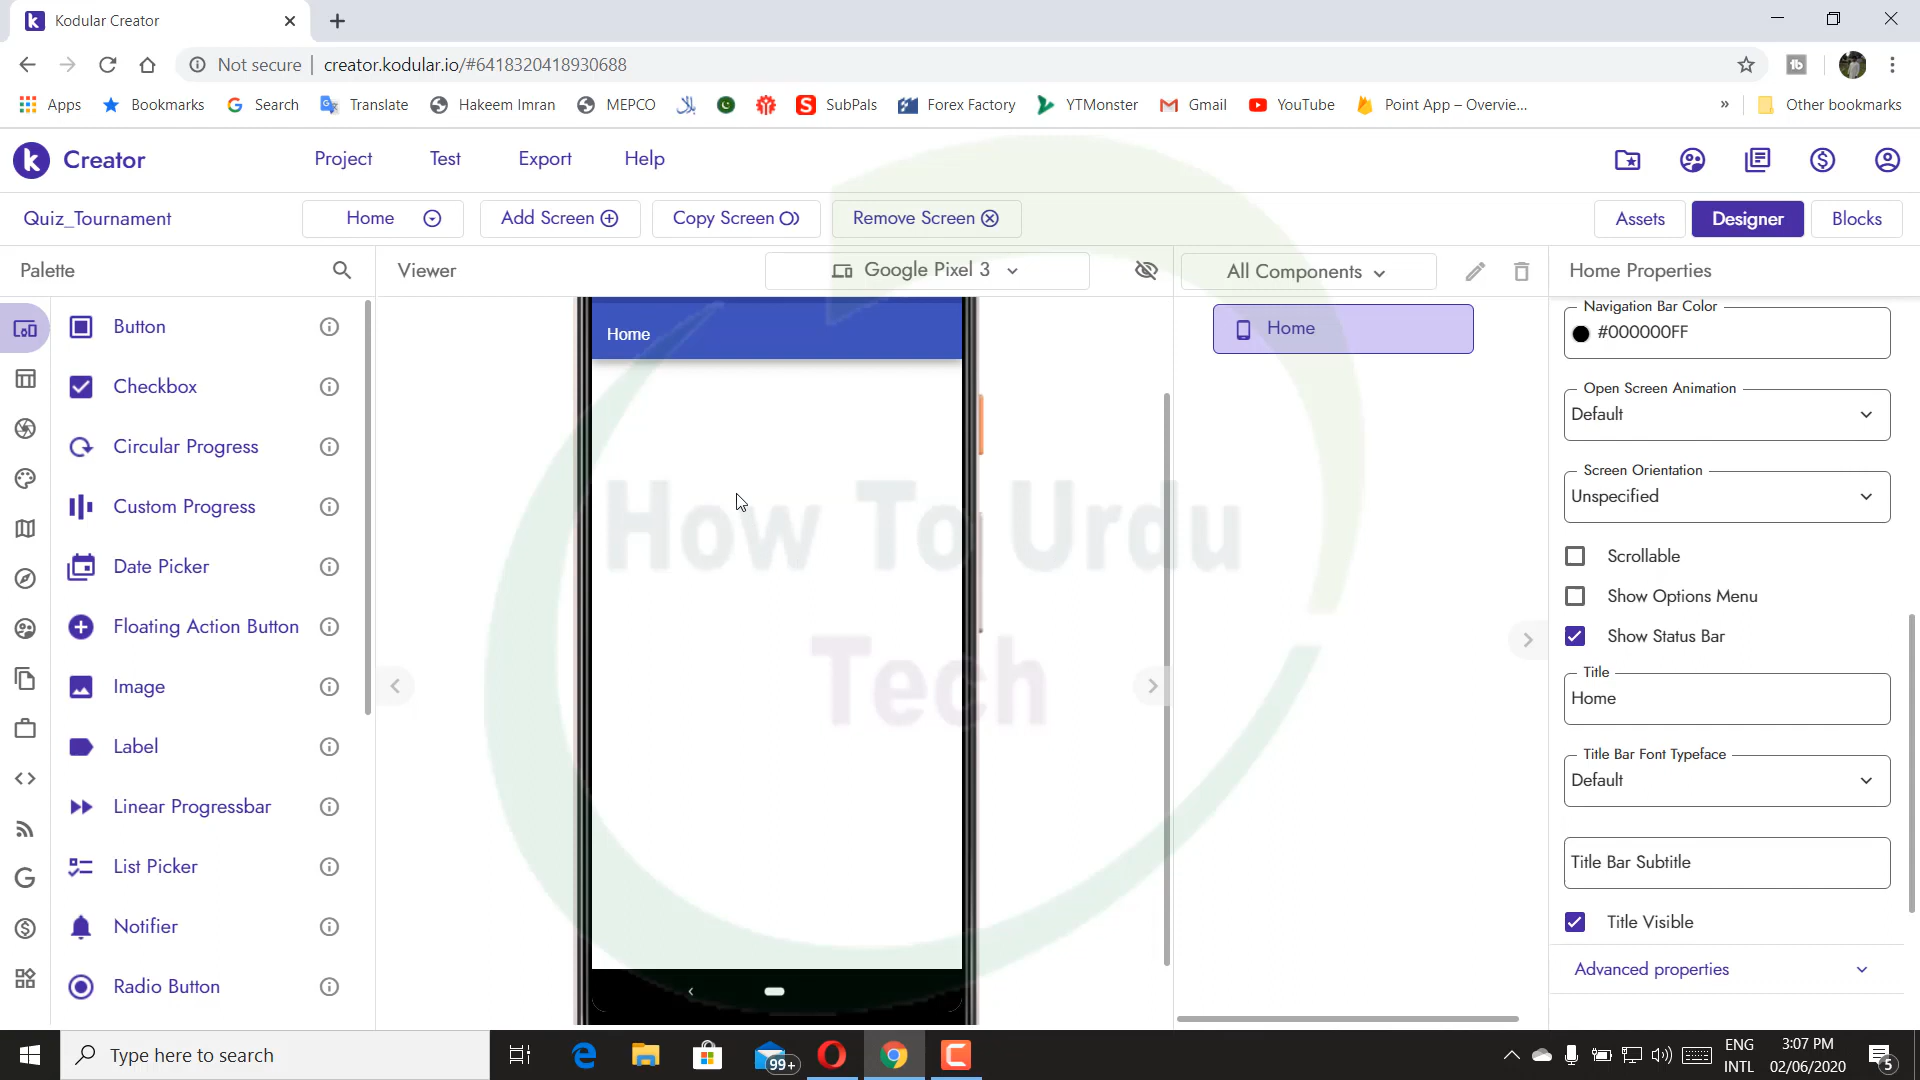 Kodular Creator
Not secure | creator.kodular.io/#6418320418930688
Apps Bookmarks Search Translate Hakeem Imran MEPCO SubPals Forex Factory YTMonster Gmail YouTube Point App – Overvie... » Other bookmarks
Creator Project Test Export Help
Quiz_Tournament Home Add Screen Copy Screen Remove Screen Assets Designer Blocks
Palette Viewer Google Pixel 3 All Components Home Properties
Button
Checkbox
Circular Progress
Custom Progress
Date Picker
Floating Action Button
Image
Label
Linear Progressbar
List Picker
Notifier
Radio Button
Home
How To Urdu
Tech
Home
Navigation Bar Color
#000000FF
Open Screen Animation
Default
Screen Orientation
Unspecified
Scrollable
Show Options Menu
Show Status Bar
Title
Home
Title Bar Font Typeface
Default
Title Bar Subtitle
Title Visible
Advanced properties
Type here to search
99+
ENG
INTL
3:07 PM
02/06/2020
5